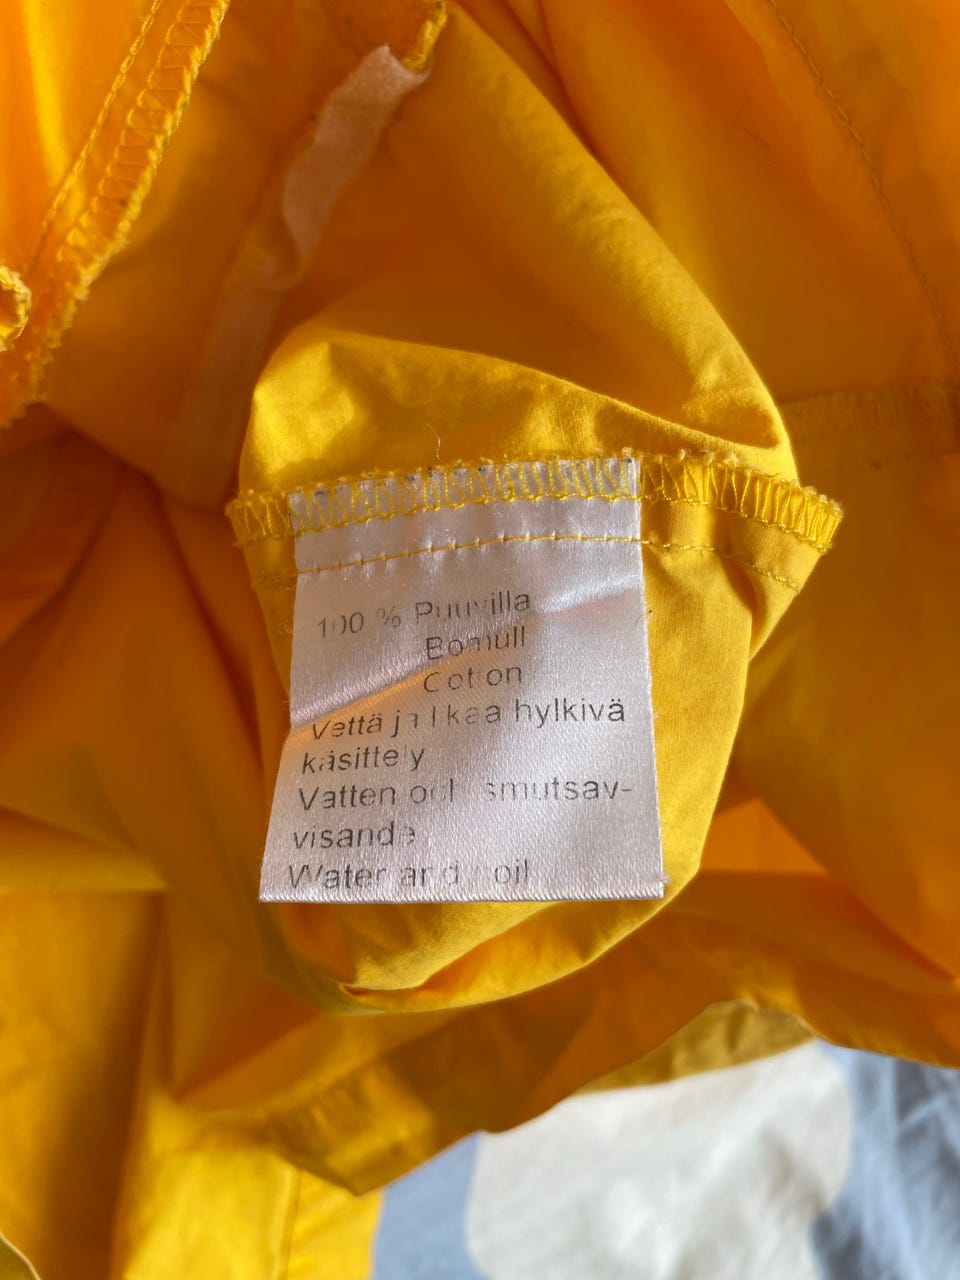 100 % Puuvilla
Bomull
Cotton
Vettä ja likaa hylkivä
käsittely
Vatten och smutsav-
visande
Water and soil